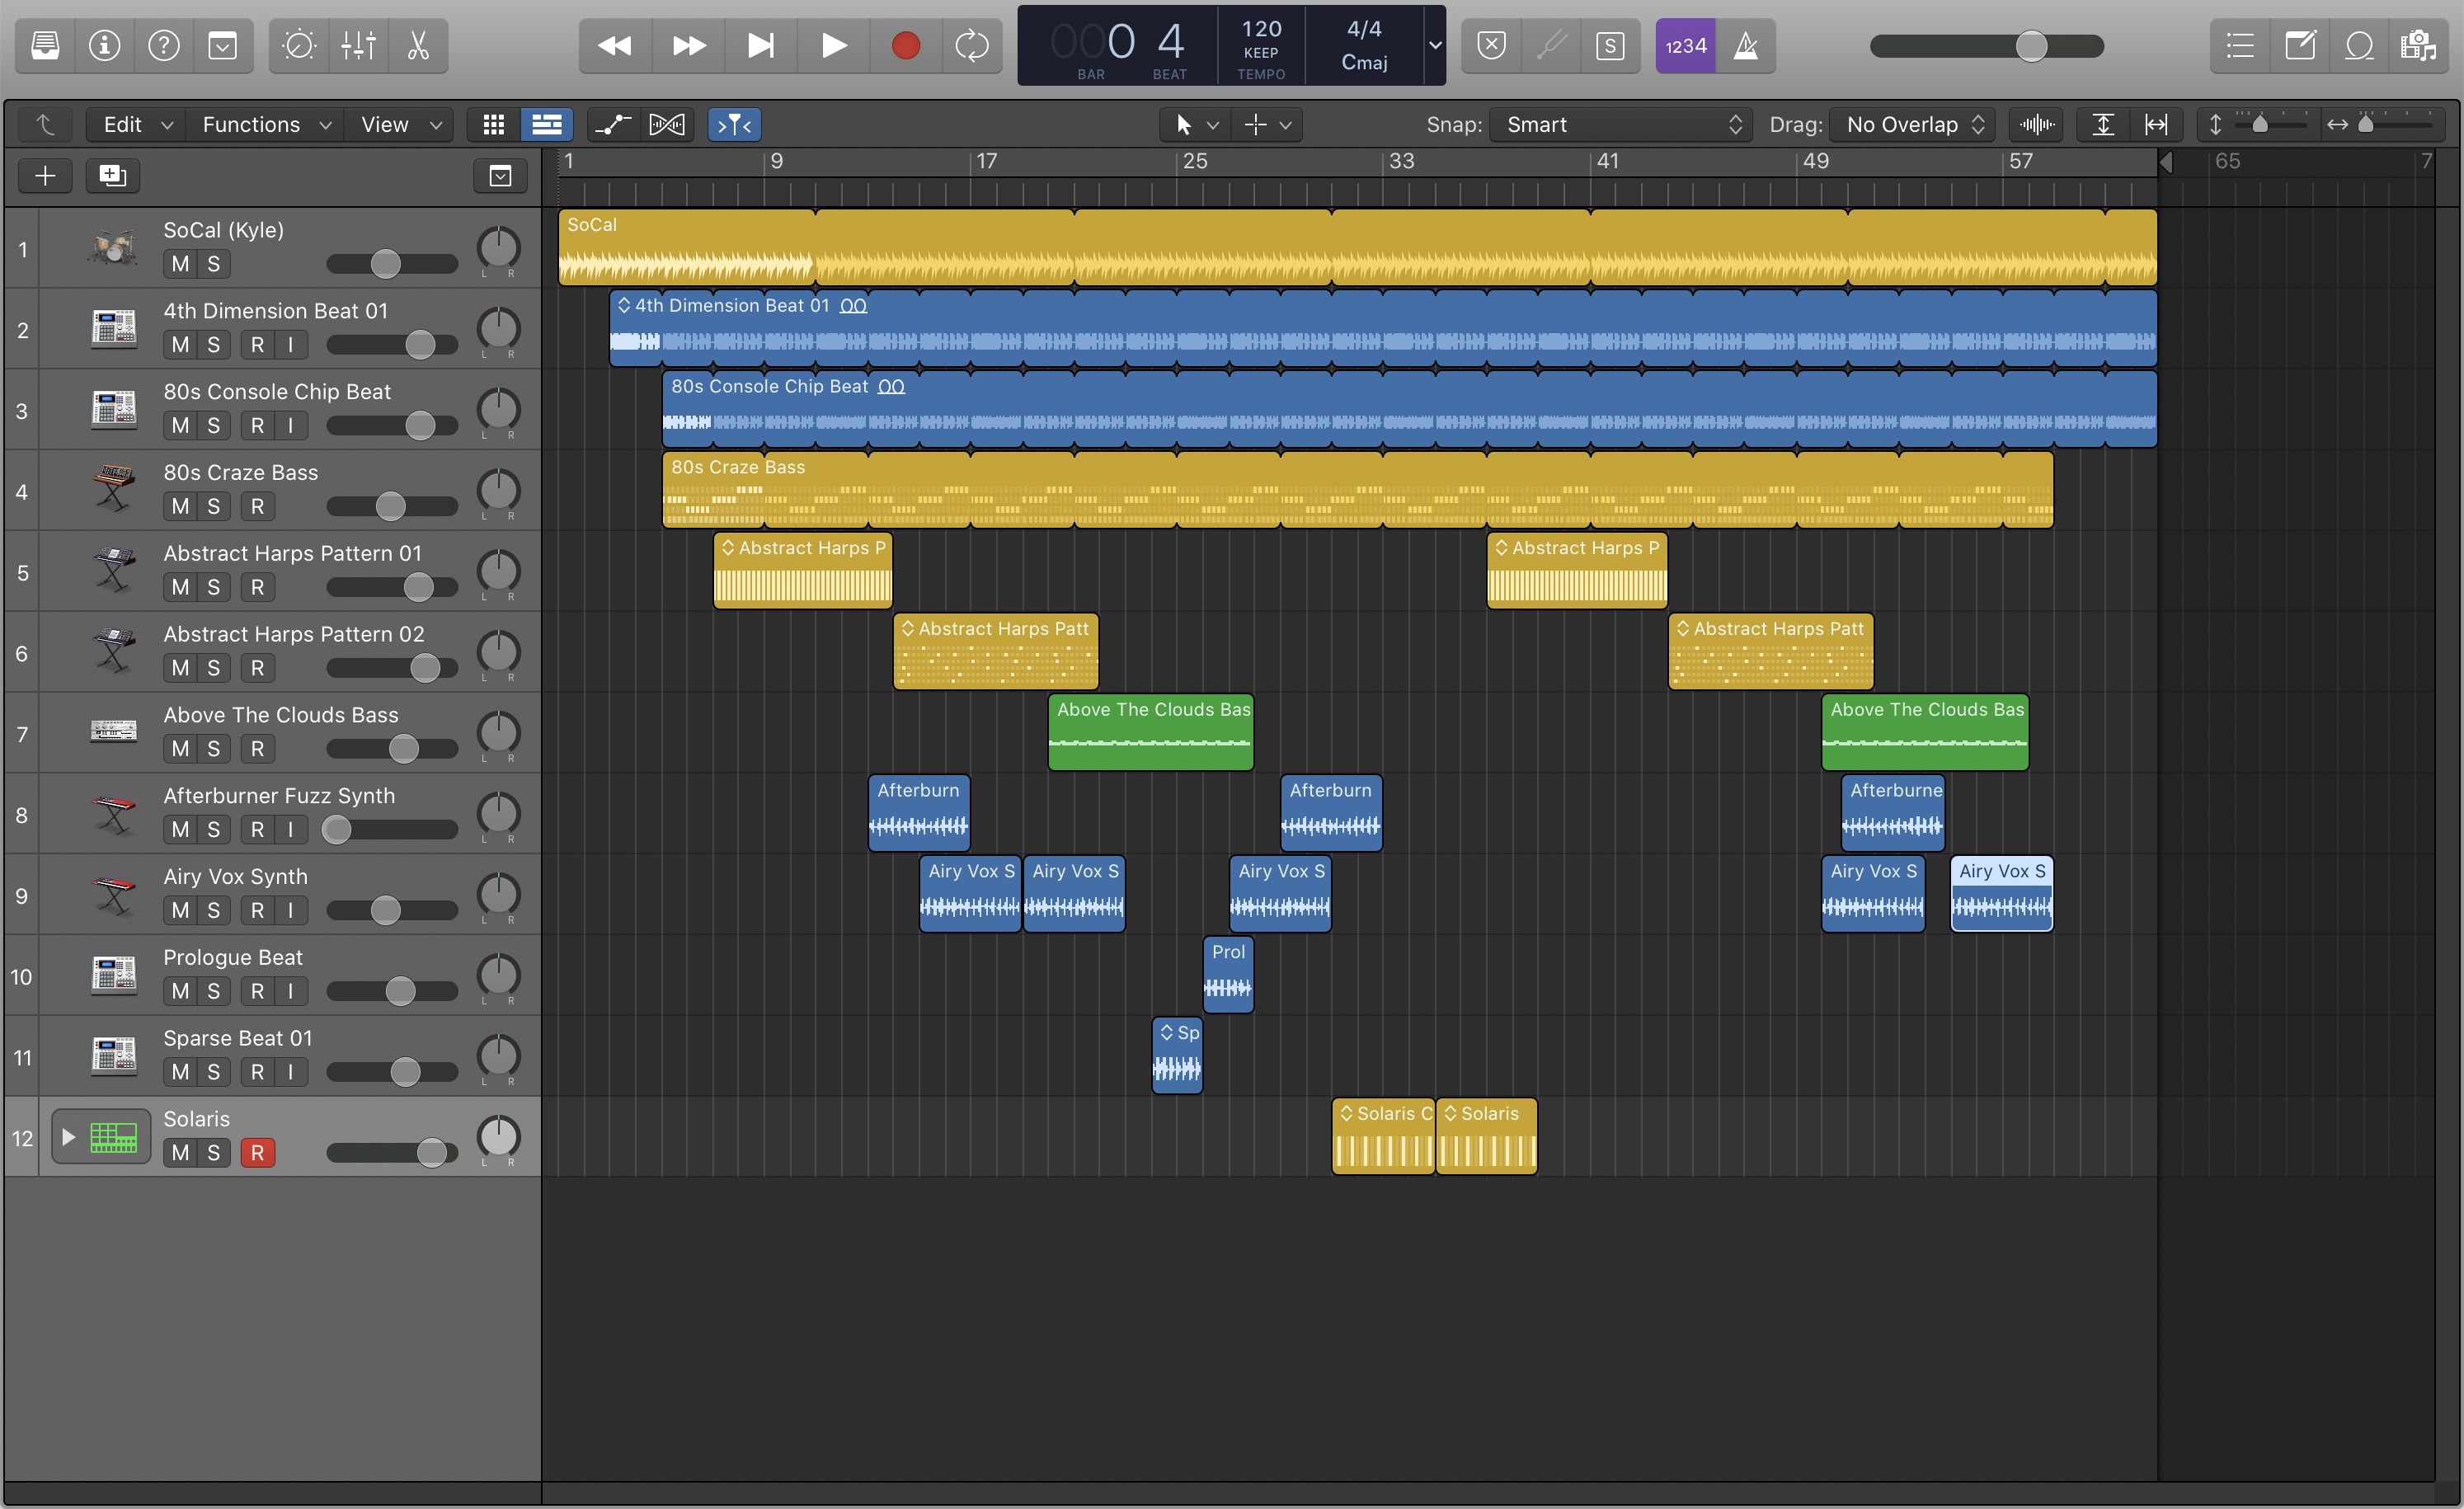 000 4 120 4/4
KEEP Cmaj
BAR BEAT TEMPO
S
1234
Edit Functions View Snap: Smart Drag: No Overlap
1 9 17 25 33 41 49 57 65 7
1 SoCal (Kyle)
M S L R
SoCal
2 4th Dimension Beat 01
M S R I L R
4th Dimension Beat 01
3 80s Console Chip Beat
M S R I L R
80s Console Chip Beat
4 80s Craze Bass
M S R L R
80s Craze Bass
5 Abstract Harps Pattern 01
M S R L R
Abstract Harps P Abstract Harps P
6 Abstract Harps Pattern 02
M S R L R
Abstract Harps Patt Abstract Harps Patt
7 Above The Clouds Bass
M S R L R
Above The Clouds Bas Above The Clouds Bas
8 Afterburner Fuzz Synth
M S R I L R
Afterburn Afterburn Afterburne
9 Airy Vox Synth
M S R I L R
Airy Vox S Airy Vox S Airy Vox S Airy Vox S Airy Vox S
10 Prologue Beat
M S R I L R
Prol
11 Sparse Beat 01
M S R I L R
Sp
12 Solaris
M S R L R
Solaris C Solaris